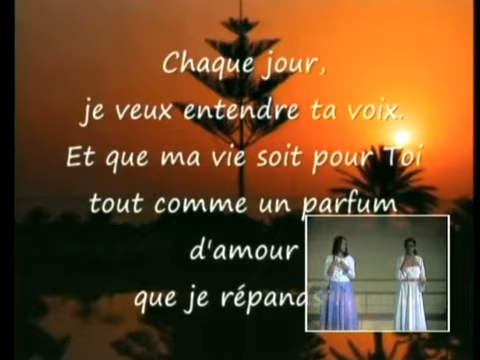 Chaque jour,
je veux entendre ta voix.
Et que ma vie soit pour Toi
tout comme un parfum
d'amour
que je répands